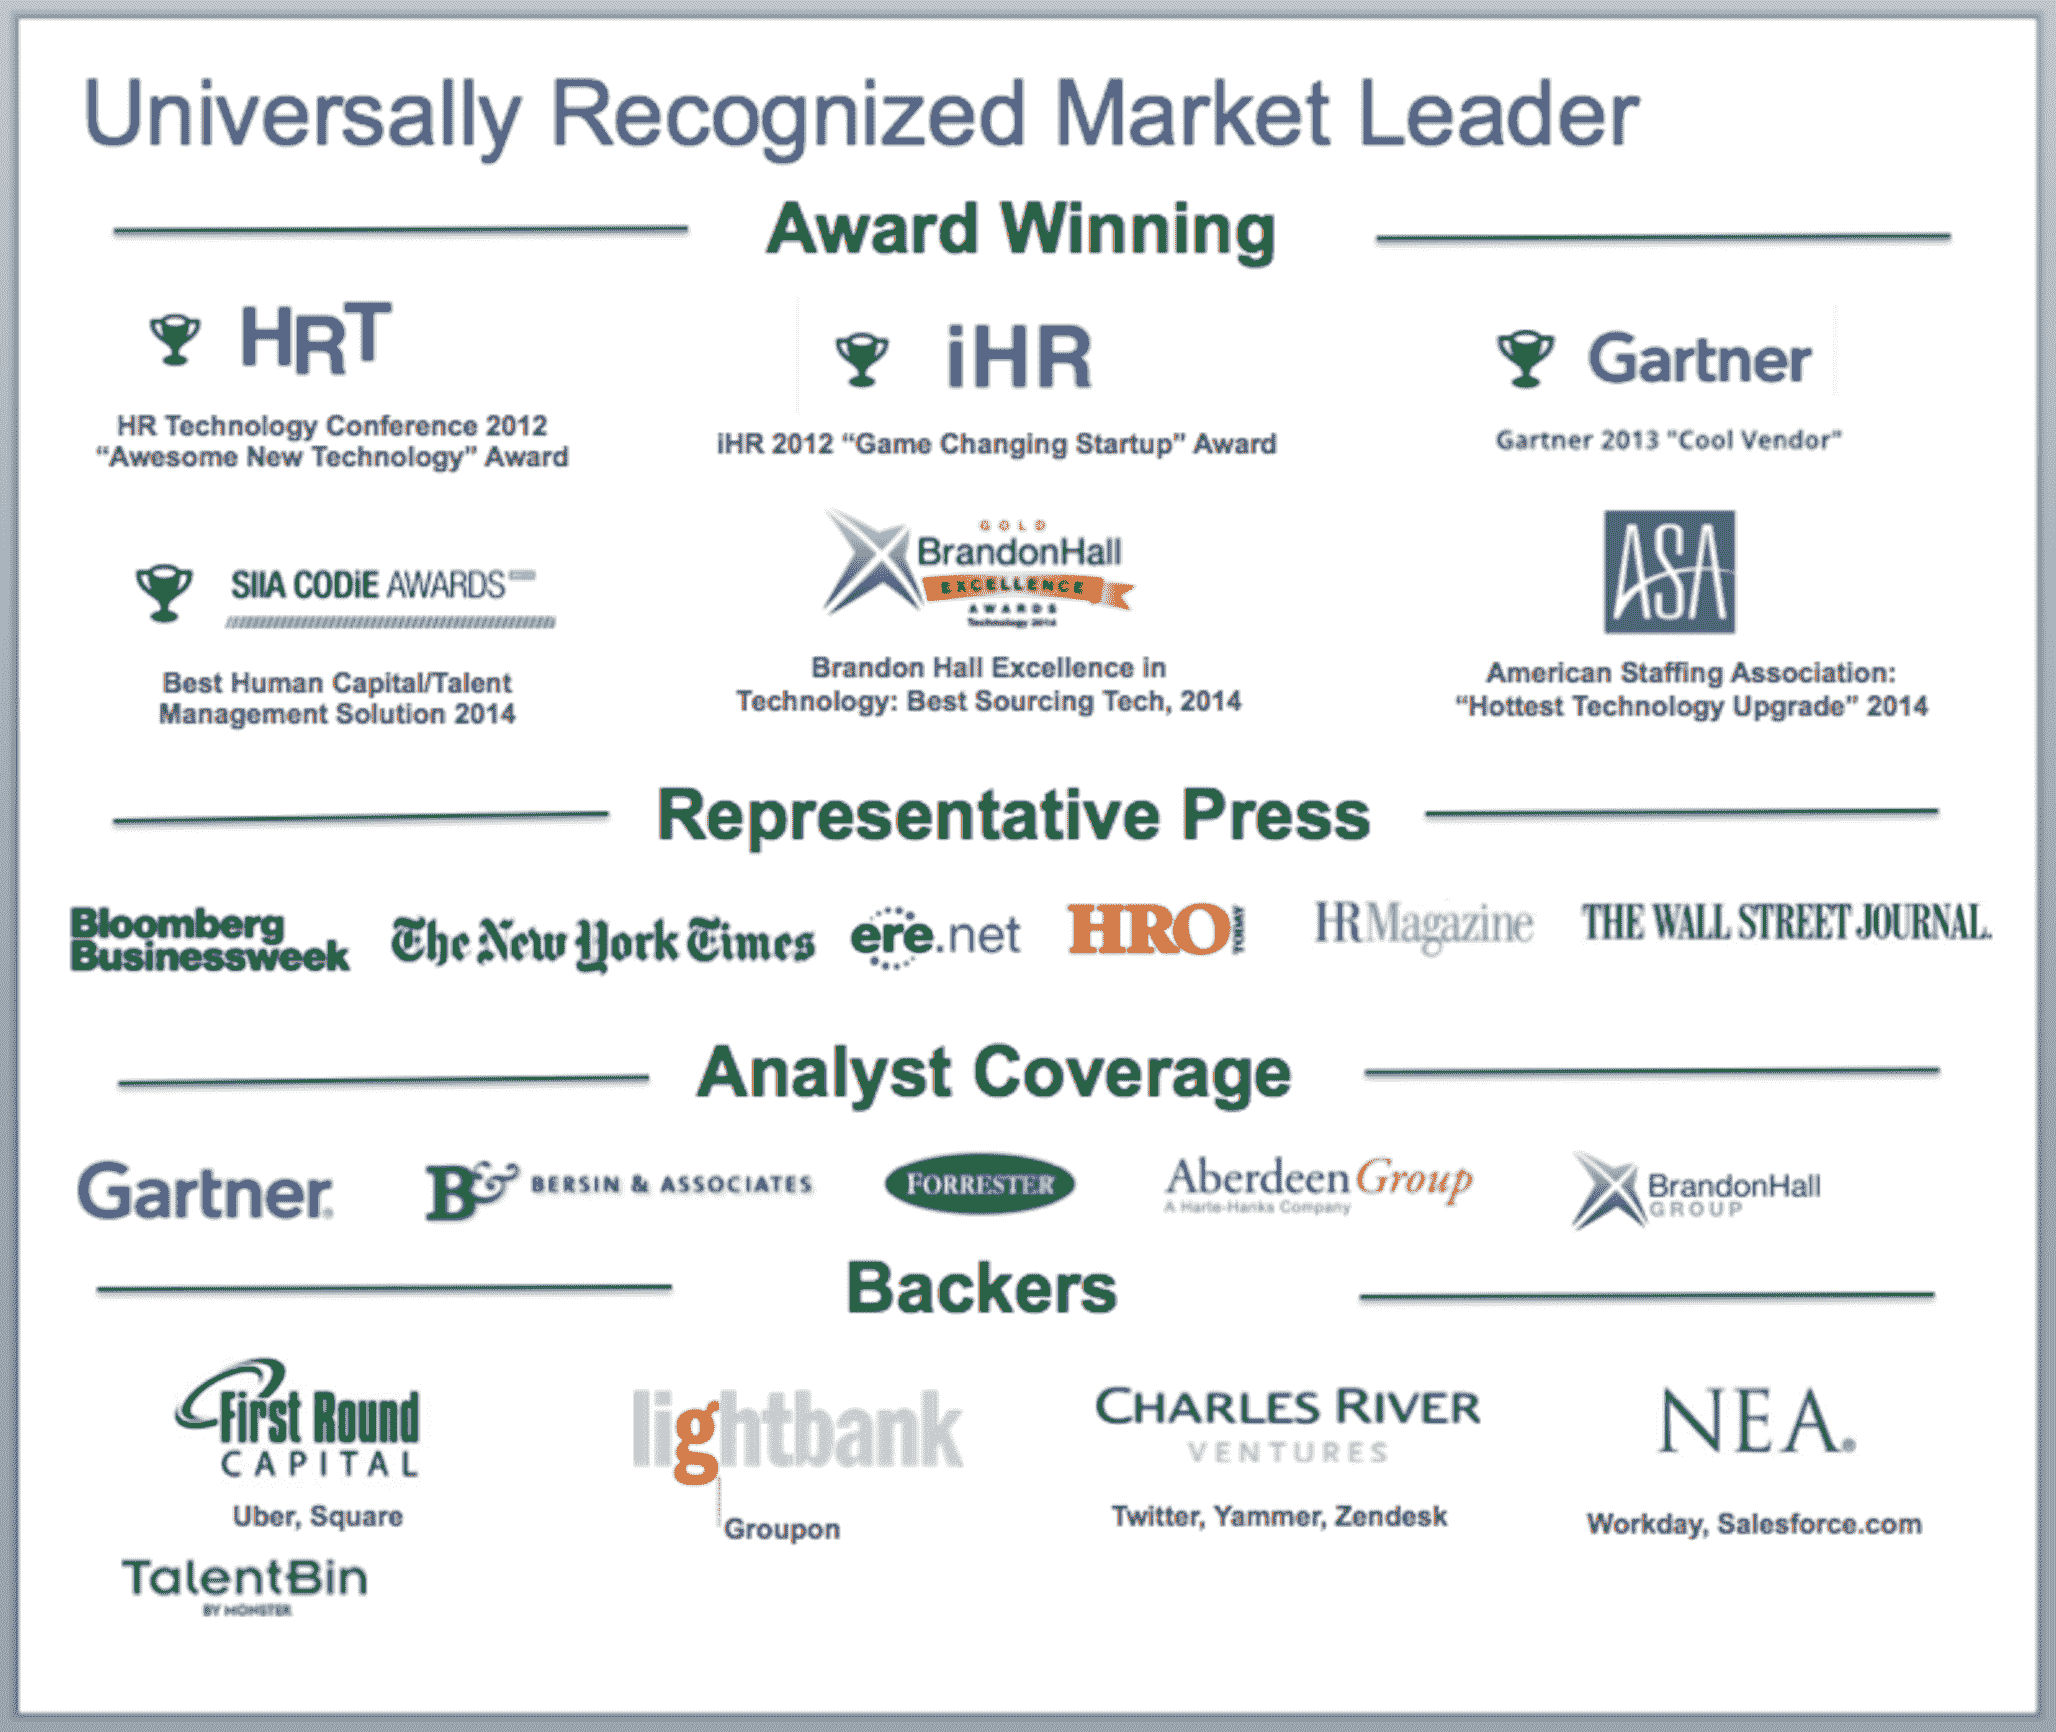 Universally Recognized Market Leader
Award Winning
HRT
iHR
Gartner
HR Technology Conference 2012
“Awesome New Technology” Award
iHR 2012 “Game Changing Startup” Award
Gartner 2013 "Cool Vendor"
SIIA CODiE AWARDS
GOLD
BrandonHall
EXCELLENCE
AWARDS
Technology 2014
ASA
Best Human Capital/Talent
Management Solution 2014
Brandon Hall Excellence in
Technology: Best Sourcing Tech, 2014
American Staffing Association:
“Hottest Technology Upgrade” 2014
Representative Press
Bloomberg
Businessweek
The New York Times
ere.net
HRO TODAY
HRMagazine
THE WALL STREET JOURNAL.
Analyst Coverage
Gartner®
B& BERSIN & ASSOCIATES
FORRESTER
Aberdeen Group
A Harte-Hanks Company
BrandonHall
GROUP
Backers
First Round
CAPITAL
Uber, Square
lightbank
Groupon
CHARLES RIVER
VENTURES
Twitter, Yammer, Zendesk
NEA®
Workday, Salesforce.com
TalentBin
BY MONSTER